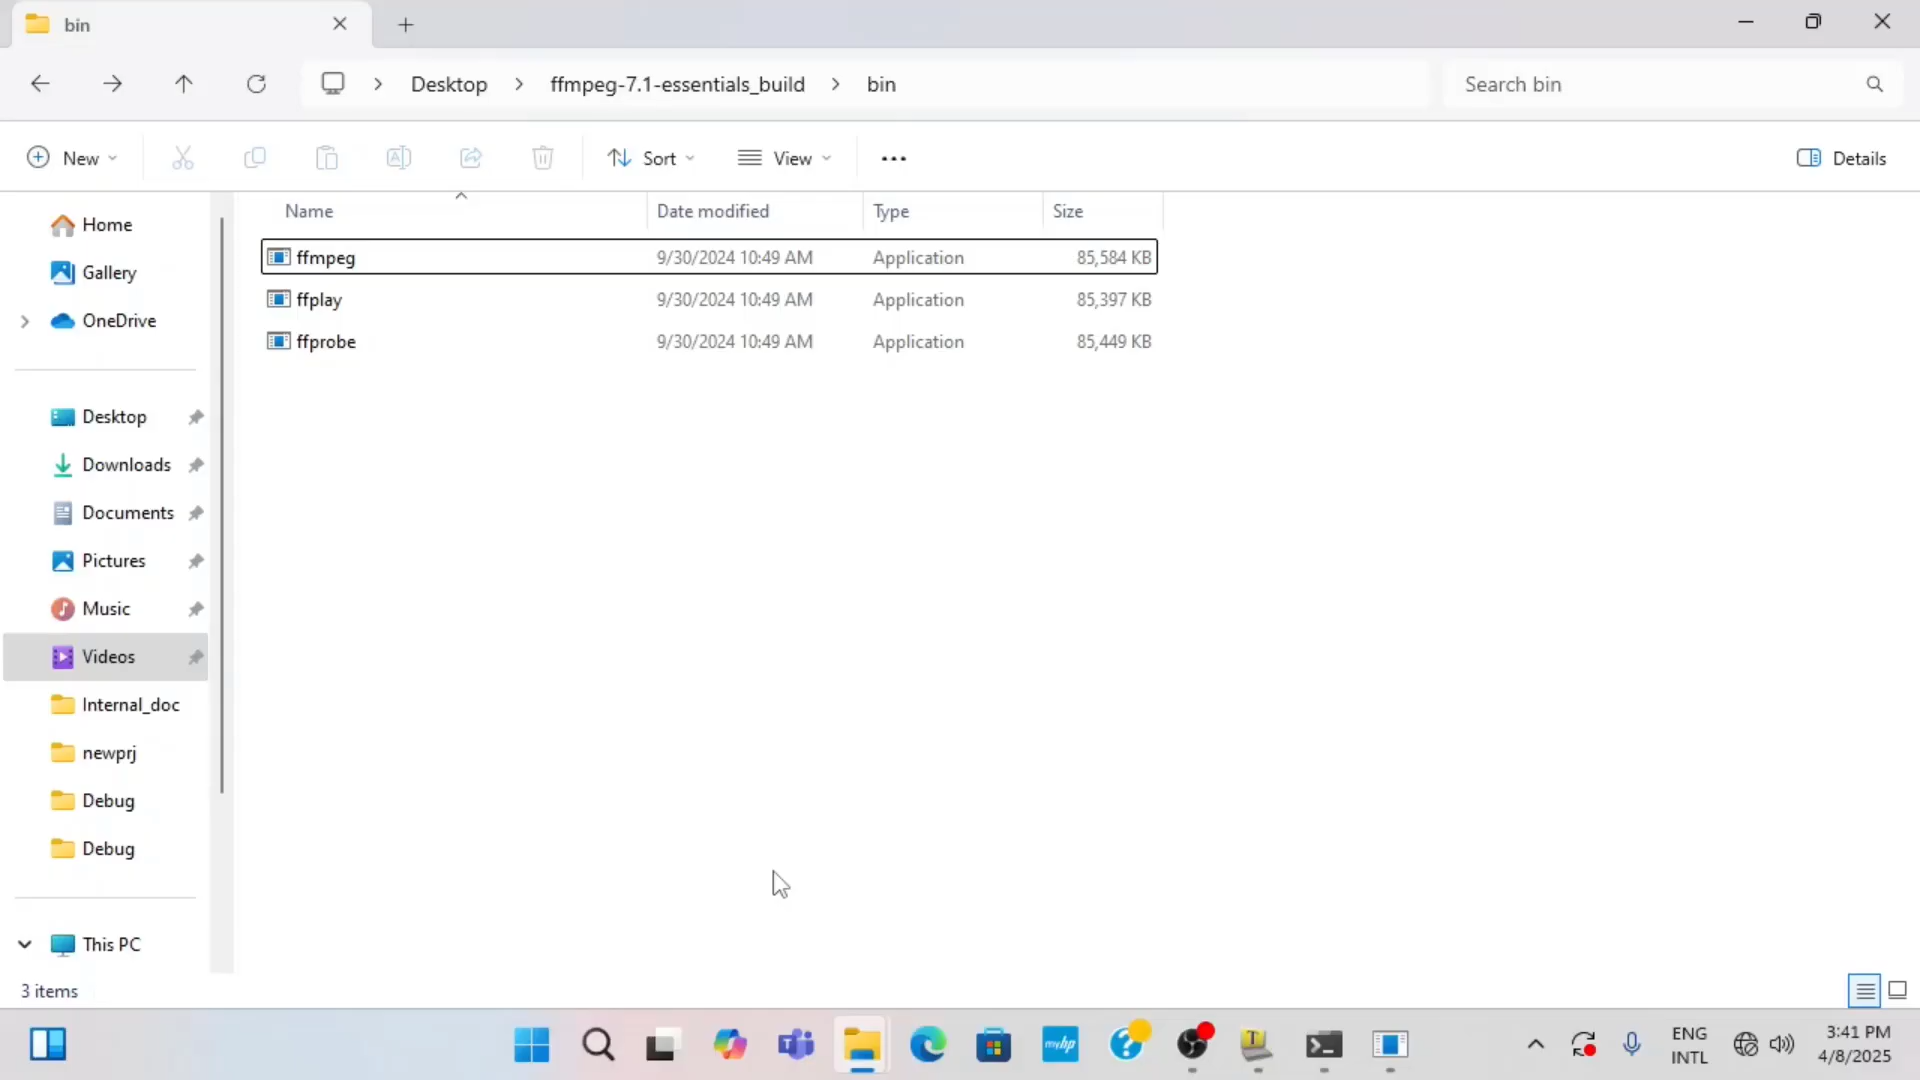 bin
Desktop > ffmpeg-7.1-essentials_build > bin
Search bin
New
Sort
View
Details
Name Date modified Type Size
ffmpeg 9/30/2024 10:49 AM Application 85,584 KB
ffplay 9/30/2024 10:49 AM Application 85,397 KB
ffprobe 9/30/2024 10:49 AM Application 85,449 KB
Home
Gallery
OneDrive
Desktop
Downloads
Documents
Pictures
Music
Videos
Internal_doc
newprj
Debug
Debug
This PC
3 items
myhp
ENG
INTL
3:41 PM
4/8/2025